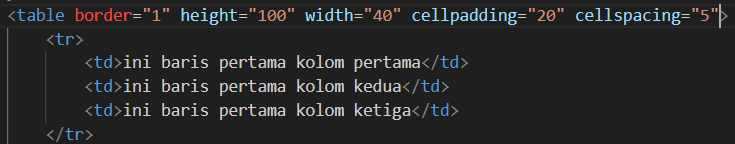 <table border="1" height="100" width="40" cellpadding="20" cellspacing="5">
<tr>
<td>ini baris pertama kolom pertama</td>
<td>ini baris pertama kolom kedua</td>
<td>ini baris pertama kolom ketiga</td>
</tr>